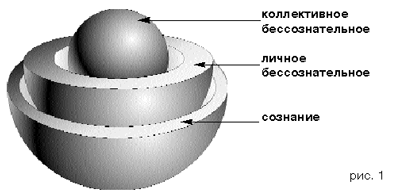 коллективное
бессознательное
личное
бессознательное
сознание
рис. 1